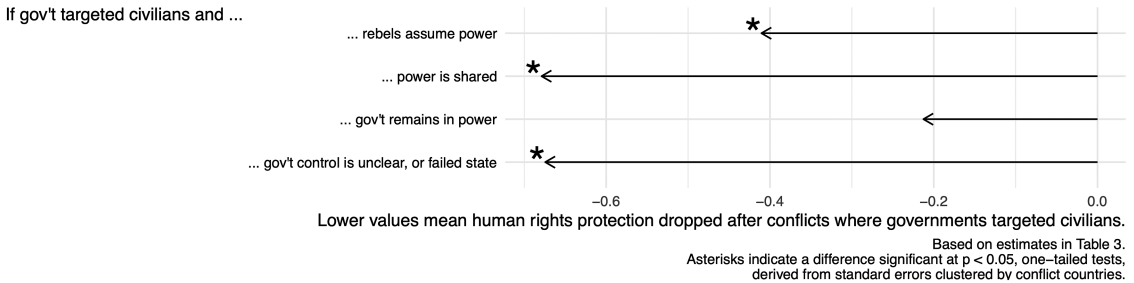 If gov't targeted civilians and ...
... rebels assume power
*
... power is shared
*
... gov't remains in power
... gov't control is unclear, or failed state
*
−0.6 −0.4 −0.2 0.0
Lower values mean human rights protection dropped after conflicts where governments targeted civilians.
Based on estimates in Table 3.
Asterisks indicate a difference significant at p < 0.05, one−tailed tests,
derived from standard errors clustered by conflict countries.